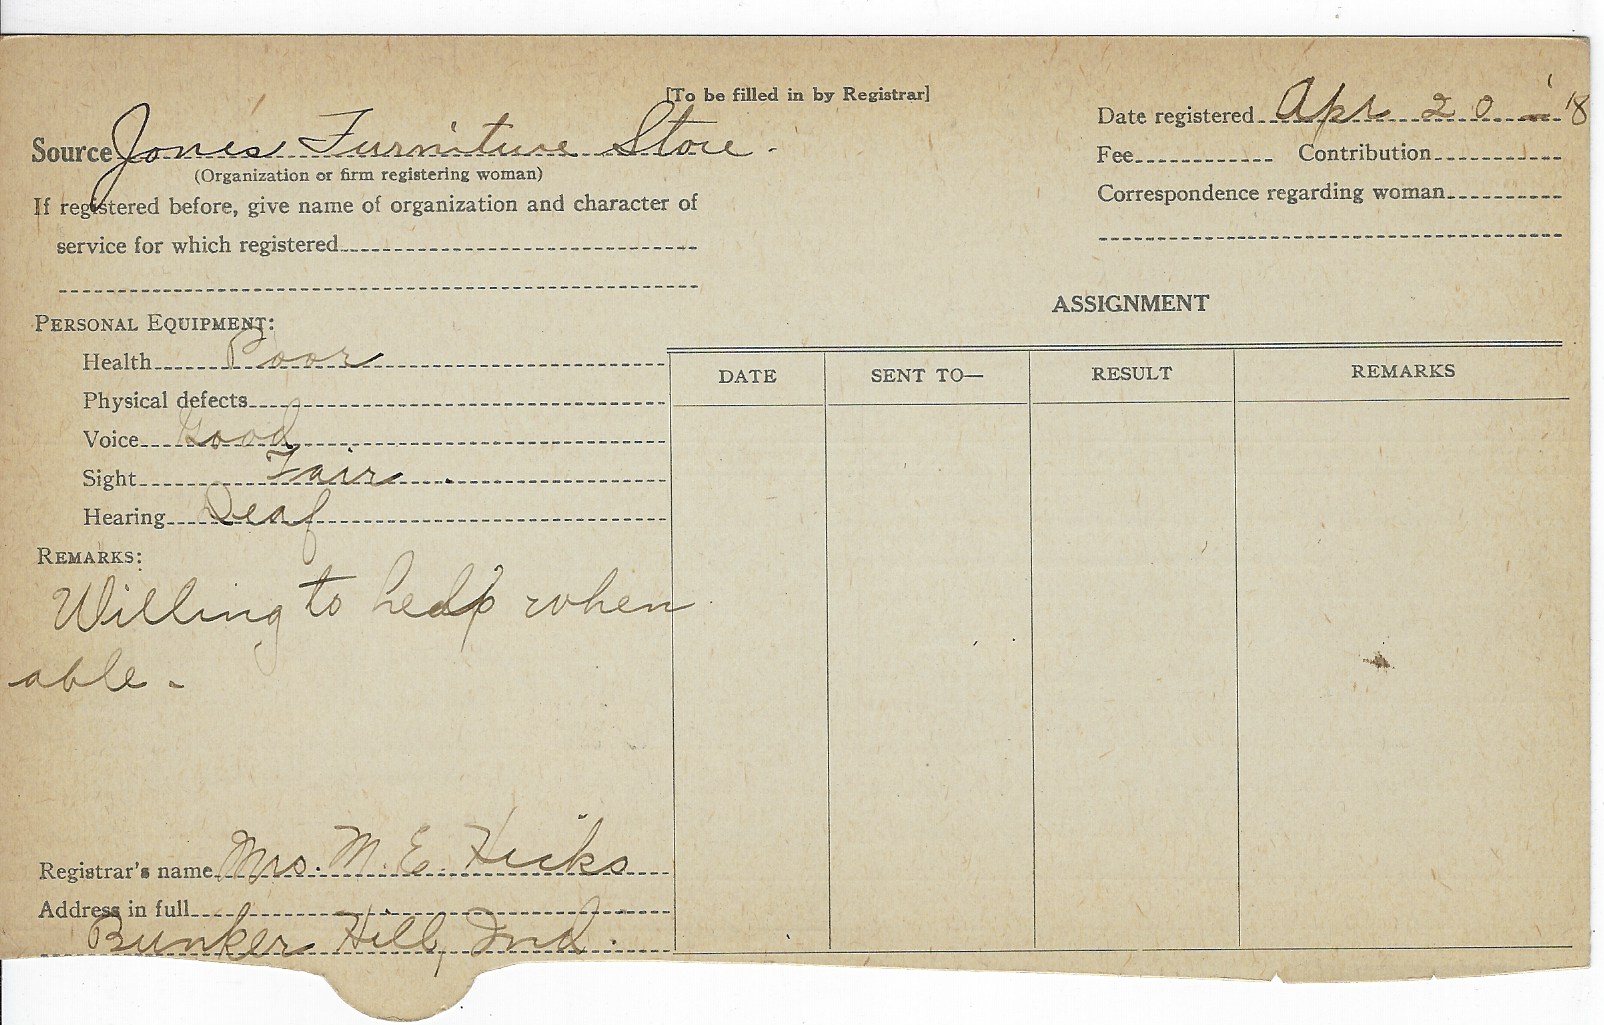 [To be filled in by Registrar]
Source Jones Furniture Store.
(Organization or firm registering woman)
If registered before, give name of organization and character of
service for which registered
Date registered Apr 20 - '18
Fee Contribution
Correspondence regarding woman
PERSONAL EQUIPMENT:
Health Poor
Physical defects
Voice Good
Sight Fair.
Hearing Deaf
REMARKS:
Willing to help when
able -
Registrar's name Mrs. M. E. Hicks
Address in full
Bunker Hill, Ind.
ASSIGNMENT
DATE SENT TO— RESULT REMARKS